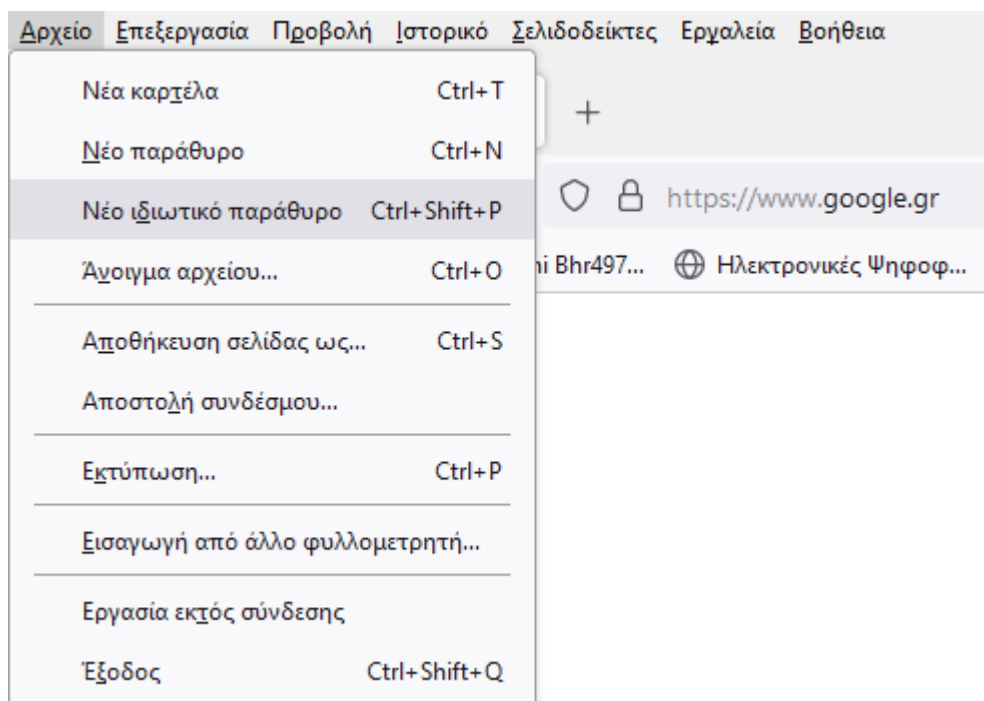 Αρχείο Επεξεργασία Προβολή Ιστορικό Σελιδοδείκτες Εργαλεία Βοήθεια
Νέα καρτέλα Ctrl+T
Νέο παράθυρο Ctrl+N
Νέο ιδιωτικό παράθυρο Ctrl+Shift+P
https://www.google.gr
Άνοιγμα αρχείου... Ctrl+O
Bhr497... Ηλεκτρονικές Ψηφοφ...
Αποθήκευση σελίδας ως... Ctrl+S
Αποστολή συνδέσμου...
Εκτύπωση... Ctrl+P
Εισαγωγή από άλλο φυλλομετρητή...
Εργασία εκτός σύνδεσης
Έξοδος Ctrl+Shift+Q